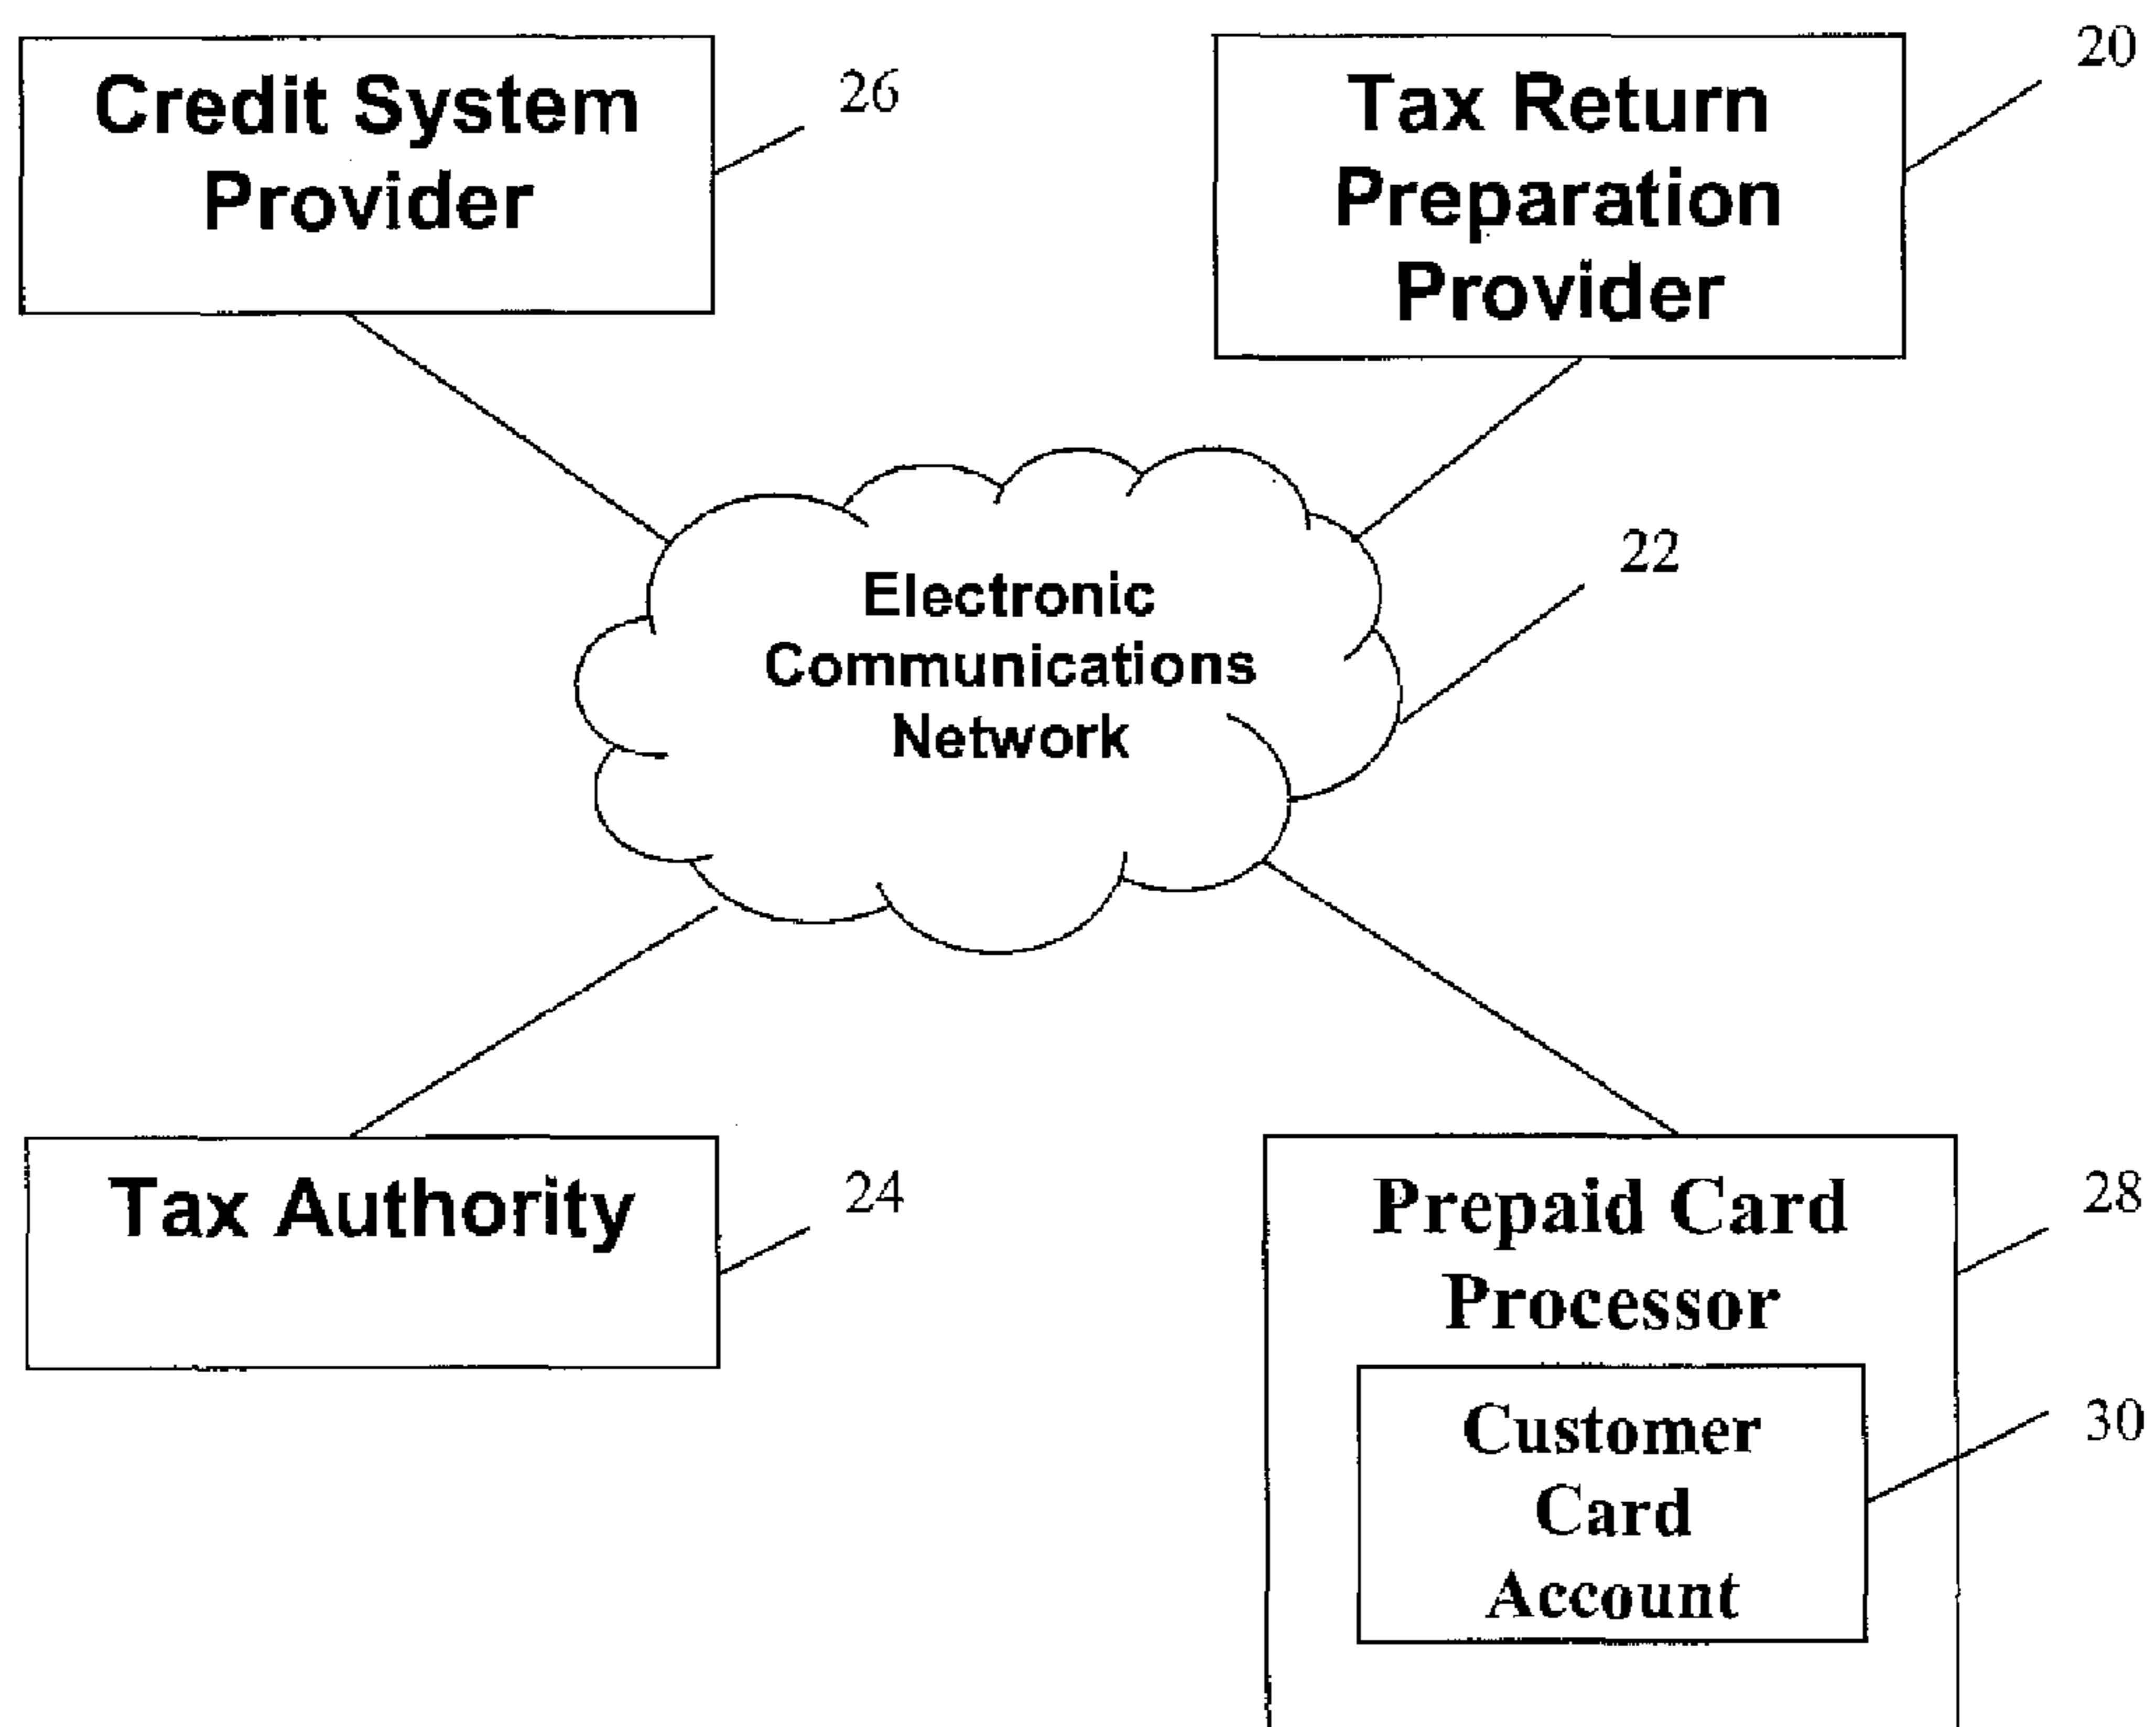 Credit System
Provider
26
Tax Return
Preparation
Provider
20
Electronic
Communications
Network
22
Tax Authority
24
Prepaid Card
Processor
28
Customer
Card
Account
30